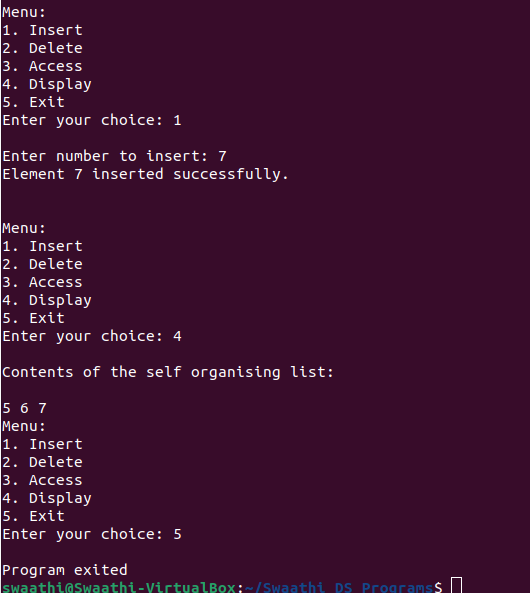 Menu:
1. Insert
2. Delete
3. Access
4. Display
5. Exit
Enter your choice: 1
Enter number to insert: 7
Element 7 inserted successfully.
Menu:
1. Insert
2. Delete
3. Access
4. Display
5. Exit
Enter your choice: 4
Contents of the self organising list:
5 6 7
Menu:
1. Insert
2. Delete
3. Access
4. Display
5. Exit
Enter your choice: 5
Program exited
swaathi@Swaathi-VirtualBox:~/Swaathi_DS_Programs$